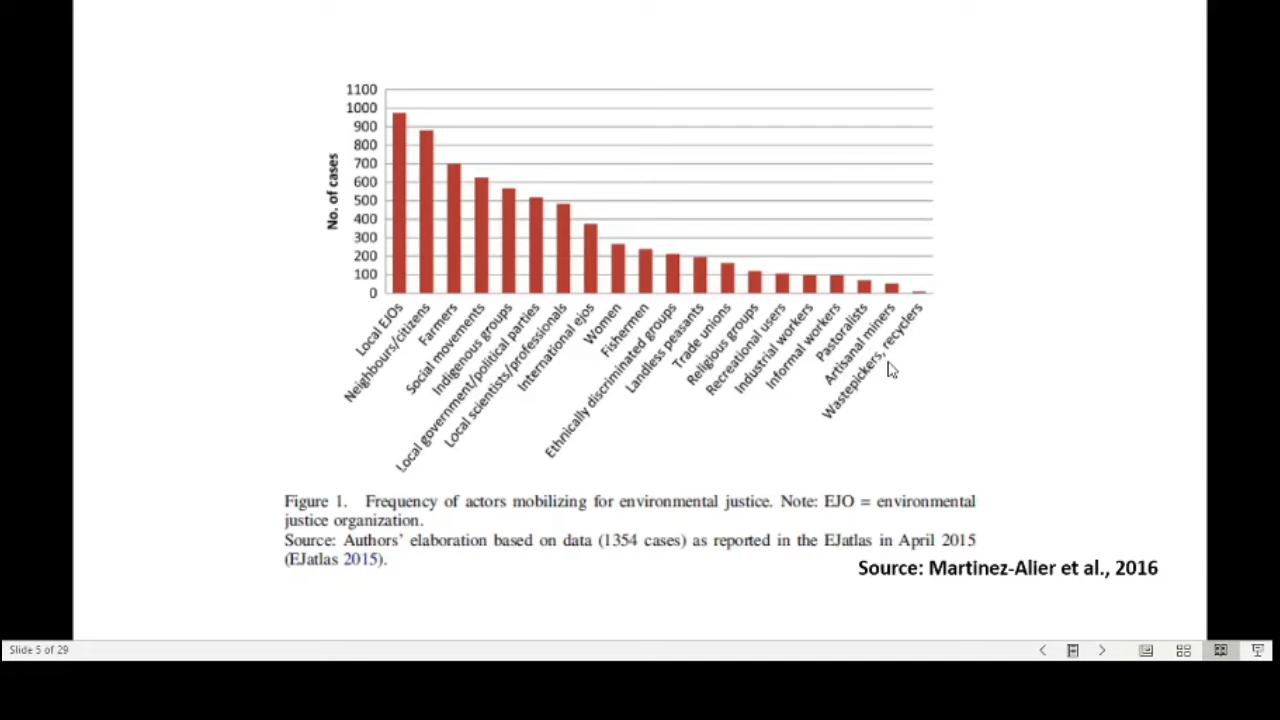 1100
1000
900
800
700
600
500
400
300
200
100
0
No. of cases
Local EJOs
Neighbours/citizens
Farmers
Social movements
Indigenous groups
Local government/political parties
Local scientists/professionals
International ejos
Women
Fishermen
Ethnically discriminated groups
Landless peasants
Trade unions
Religious groups
Recreational users
Industrial workers
Informal workers
Pastoralists
Artisanal miners
Wastepickers, recyclers
Figure 1. Frequency of actors mobilizing for environmental justice. Note: EJO = environmental
justice organization.
Source: Authors' elaboration based on data (1354 cases) as reported in the EJatlas in April 2015
(EJatlas 2015).
Source: Martinez-Alier et al., 2016
Slide 5 of 29